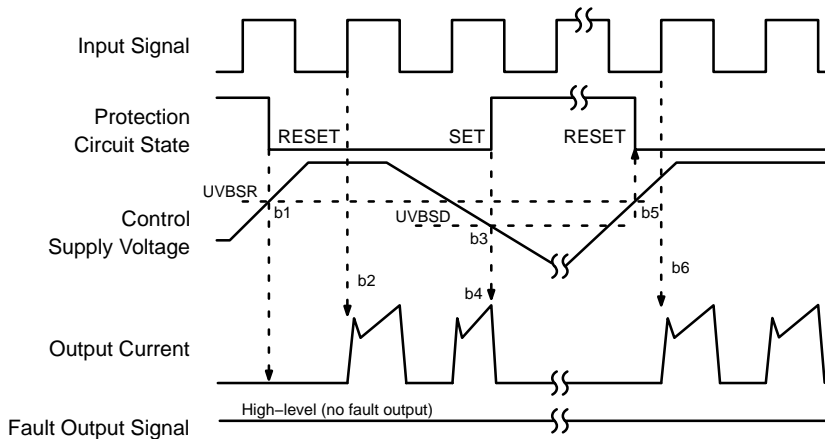 Input Signal
Protection
Circuit State
RESET
SET
RESET
UVBSR
b1
Control
Supply Voltage
UVBSD
b3
b5
b2
b4
b6
Output Current
High−level (no fault output)
Fault Output Signal